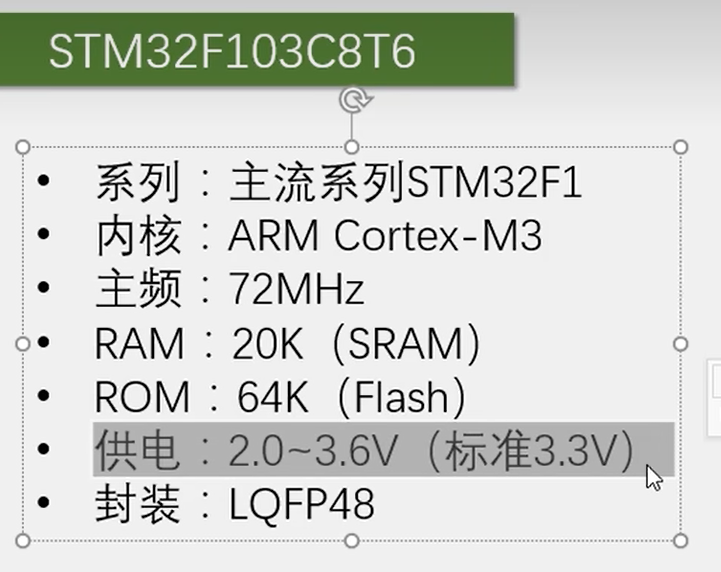 STM32F103C8T6
• 系列：主流系列STM32F1
• 内核：ARM Cortex-M3
• 主频：72MHz
• RAM：20K（SRAM）
• ROM：64K（Flash）
• 供电：2.0~3.6V（标准3.3V）
• 封装：LQFP48